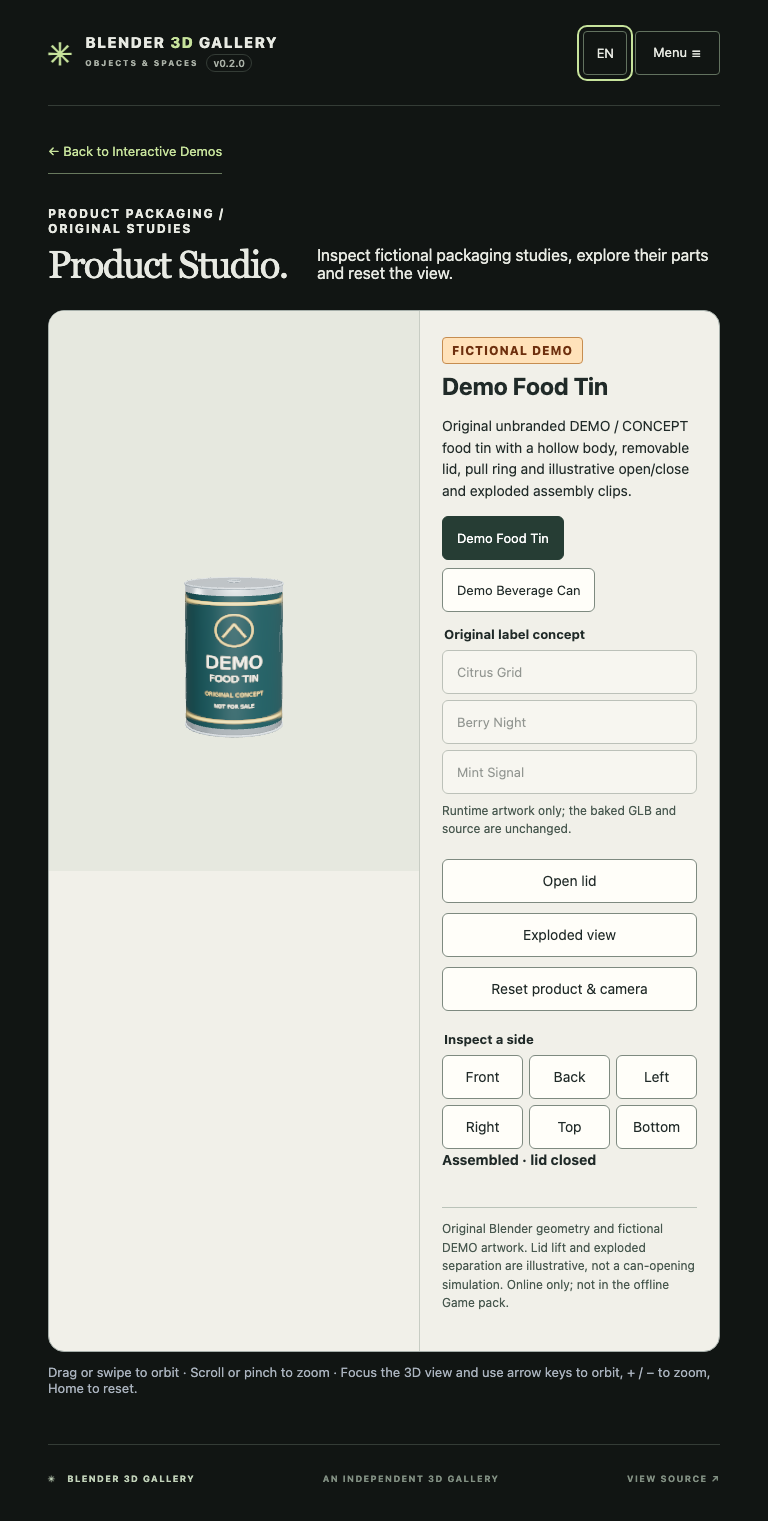 BLENDER 3D GALLERY
OBJECTS & SPACES v0.2.0
EN
Menu ≡
← Back to Interactive Demos
PRODUCT PACKAGING /
ORIGINAL STUDIES
Product Studio.
Inspect fictional packaging studies, explore their parts
and reset the view.
DEMO
FOOD TIN
ORIGINAL CONCEPT
NOT FOR SALE
FICTIONAL DEMO
Demo Food Tin
Original unbranded DEMO / CONCEPT
food tin with a hollow body, removable
lid, pull ring and illustrative open/close
and exploded assembly clips.
Demo Food Tin
Demo Beverage Can
Original label concept
Citrus Grid
Berry Night
Mint Signal
Runtime artwork only; the baked GLB and
source are unchanged.
Open lid
Exploded view
Reset product & camera
Inspect a side
Front Back Left
Right Top Bottom
Assembled · lid closed
Original Blender geometry and fictional
DEMO artwork. Lid lift and exploded
separation are illustrative, not a can-opening
simulation. Online only; not in the offline
Game pack.
Drag or swipe to orbit · Scroll or pinch to zoom · Focus the 3D view and use arrow keys to orbit, + / − to zoom,
Home to reset.
BLENDER 3D GALLERY
AN INDEPENDENT 3D GALLERY
VIEW SOURCE ↗